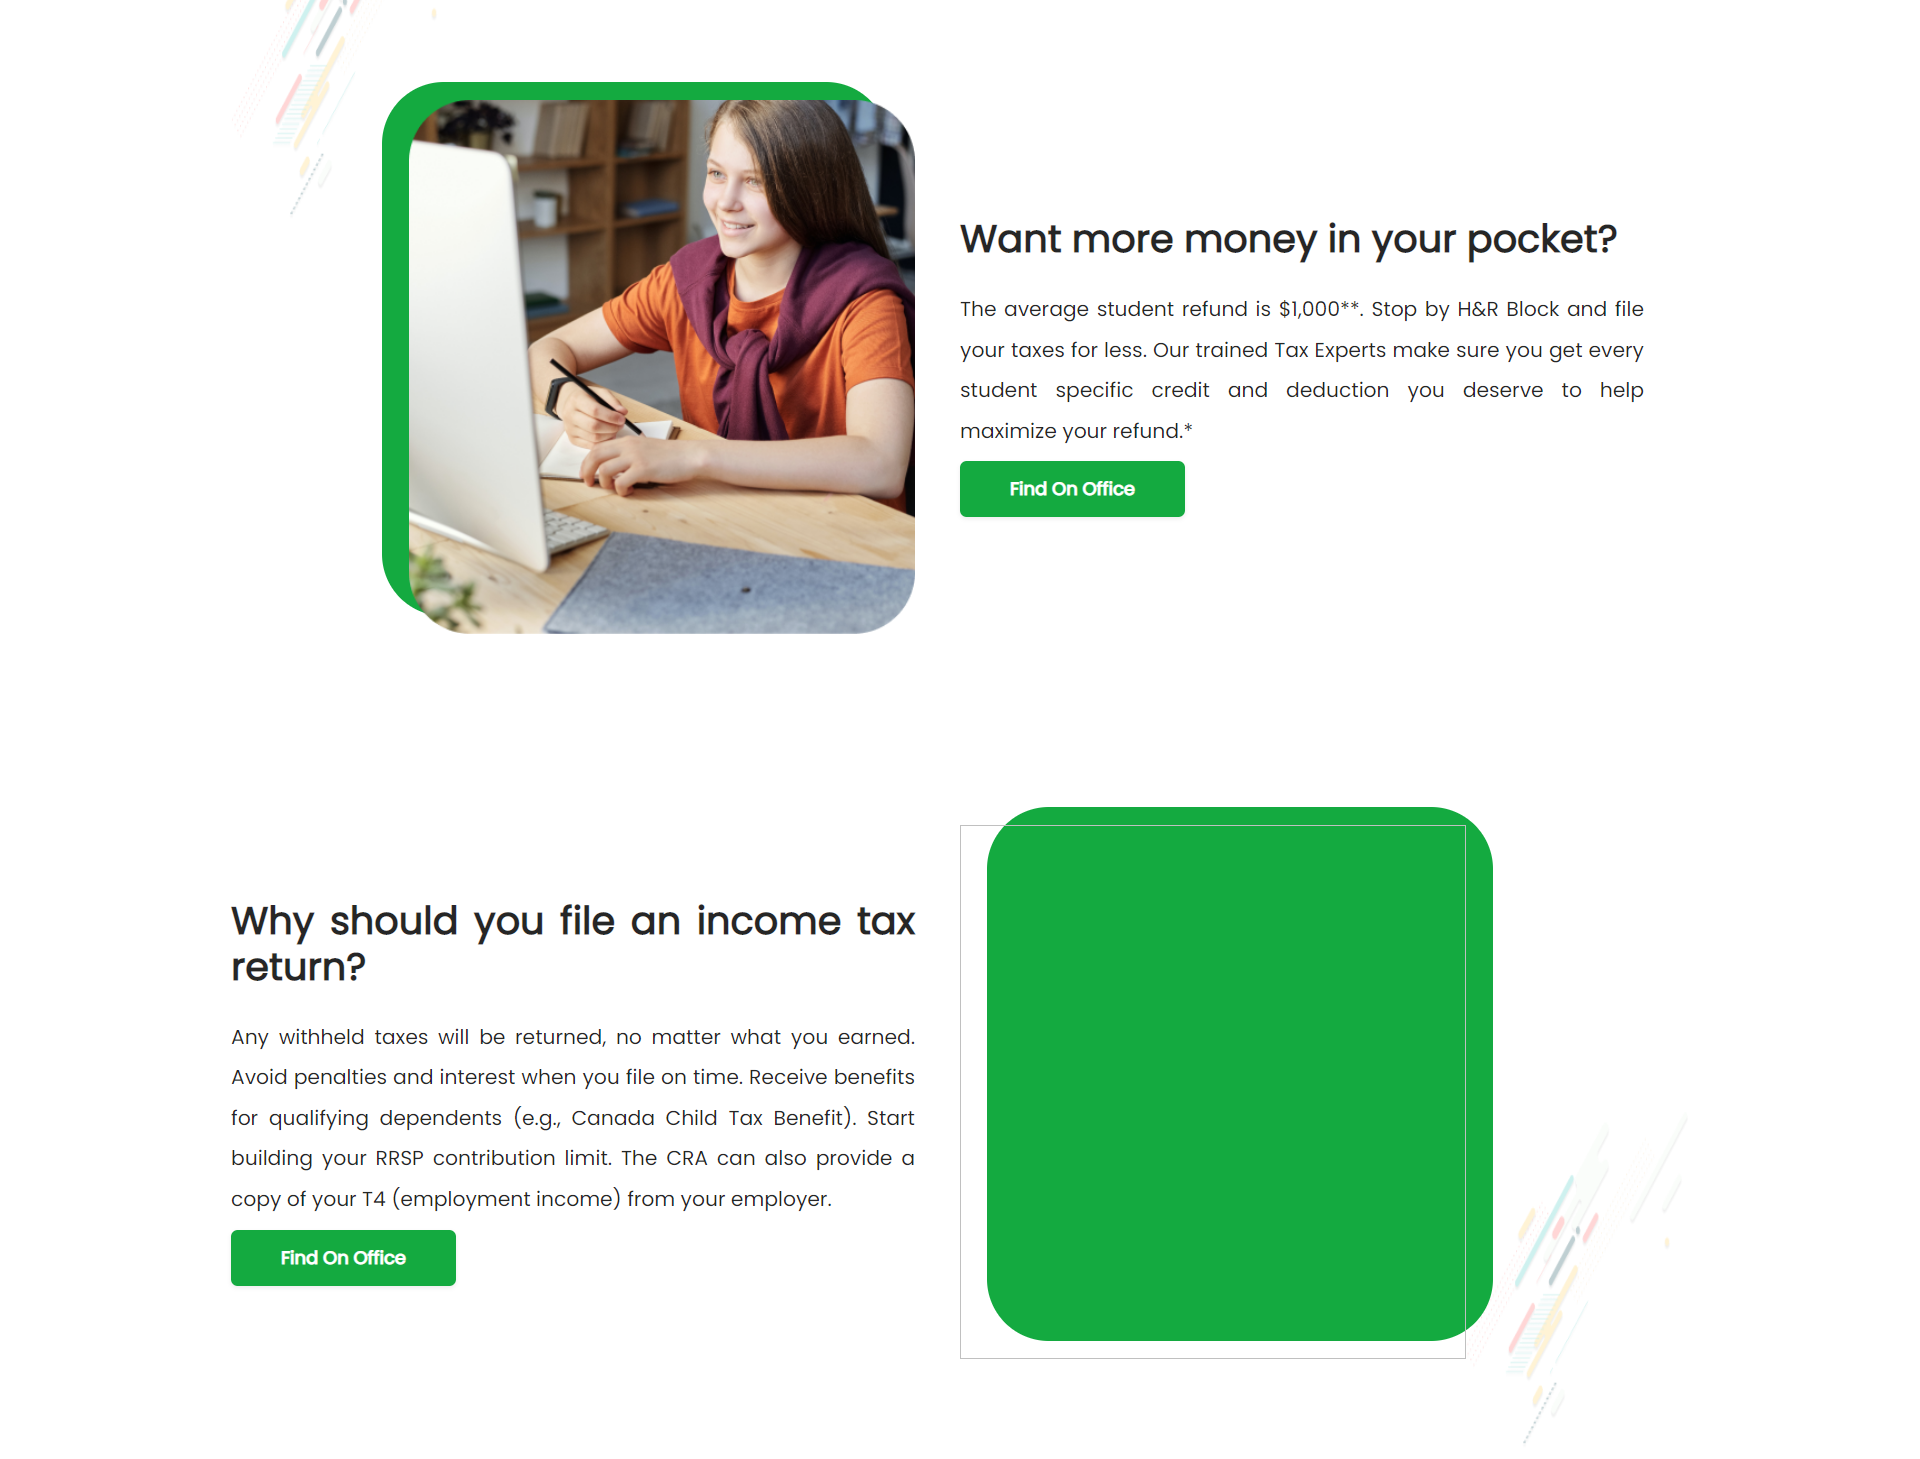 Want more money in your pocket?
The average student refund is $1,000**. Stop by H&R Block and file
your taxes for less. Our trained Tax Experts make sure you get every
student specific credit and deduction you deserve to help
maximize your refund.*
Find On Office
Why should you file an income tax
return?
Any withheld taxes will be returned, no matter what you earned.
Avoid penalties and interest when you file on time. Receive benefits
for qualifying dependents (e.g., Canada Child Tax Benefit). Start
building your RRSP contribution limit. The CRA can also provide a
copy of your T4 (employment income) from your employer.
Find On Office